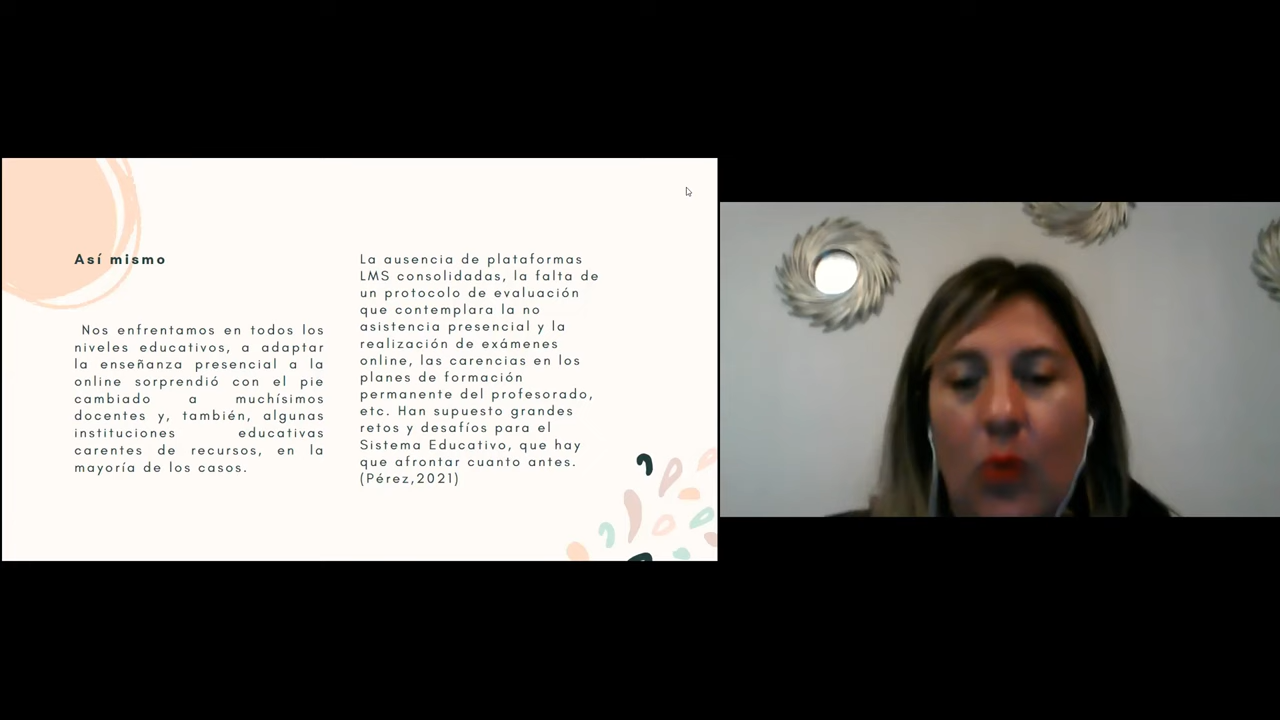 Así mismo
Nos enfrentamos en todos los
niveles educativos, a adaptar
la enseñanza presencial a la
online sorprendió con el pie
cambiado a muchísimos
docentes y, también, algunas
instituciones educativas
carentes de recursos, en la
mayoría de los casos.
La ausencia de plataformas
LMS consolidadas, la falta de
un protocolo de evaluación
que contemplara la no
asistencia presencial y la
realización de exámenes
online, las carencias en los
planes de formación
permanente del profesorado,
etc. Han supuesto grandes
retos y desafíos para el
Sistema Educativo, que hay
que afrontar cuanto antes.
(Pérez,2021)